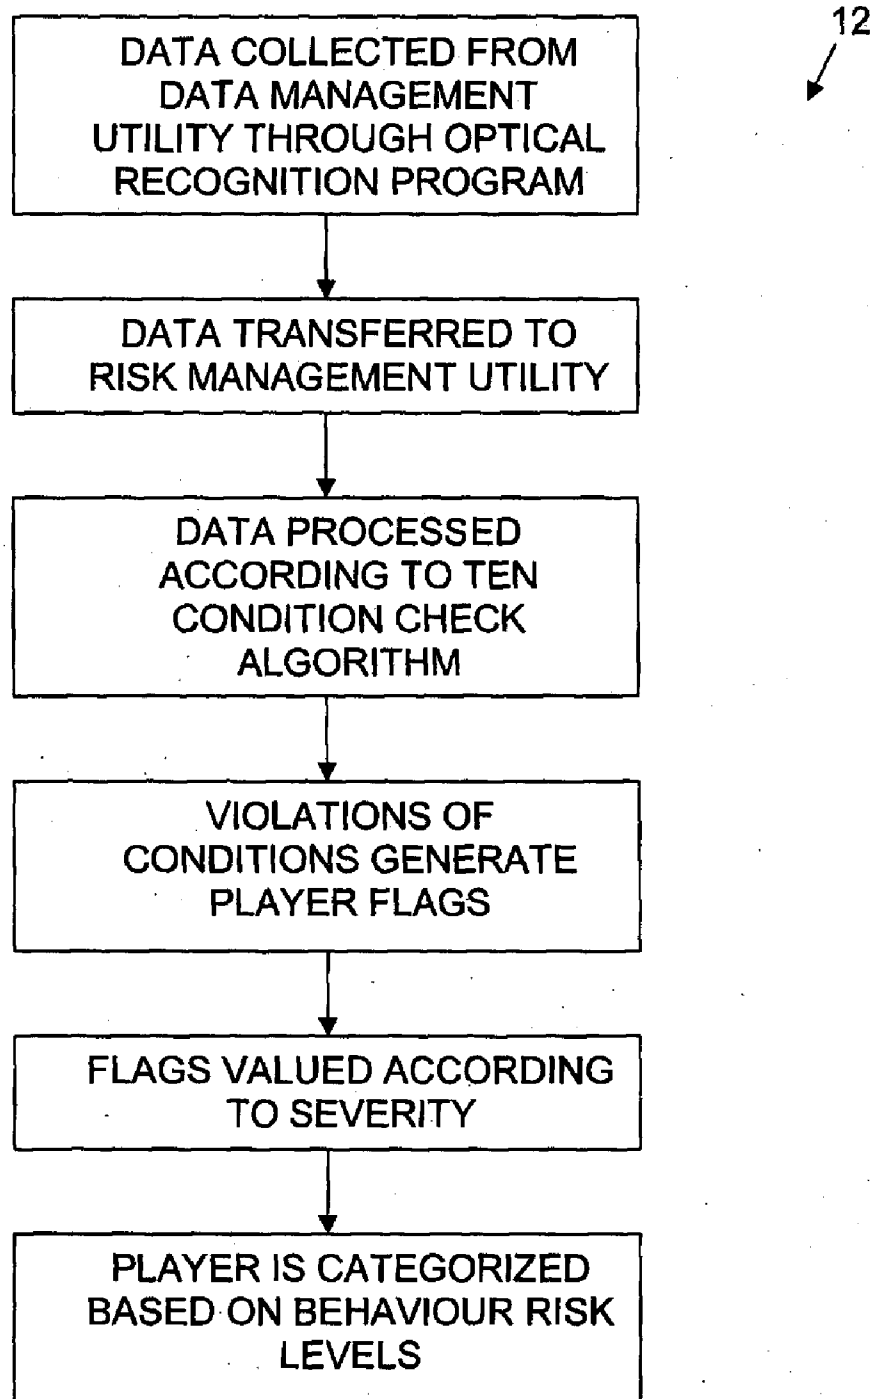 12
DATA COLLECTED FROM
DATA MANAGEMENT
UTILITY THROUGH OPTICAL
RECOGNITION PROGRAM
DATA TRANSFERRED TO
RISK MANAGEMENT UTILITY
DATA PROCESSED
ACCORDING TO TEN
CONDITION CHECK
ALGORITHM
VIOLATIONS OF
CONDITIONS GENERATE
PLAYER FLAGS
FLAGS VALUED ACCORDING
TO SEVERITY
PLAYER IS CATEGORIZED
BASED ON BEHAVIOUR RISK
LEVELS